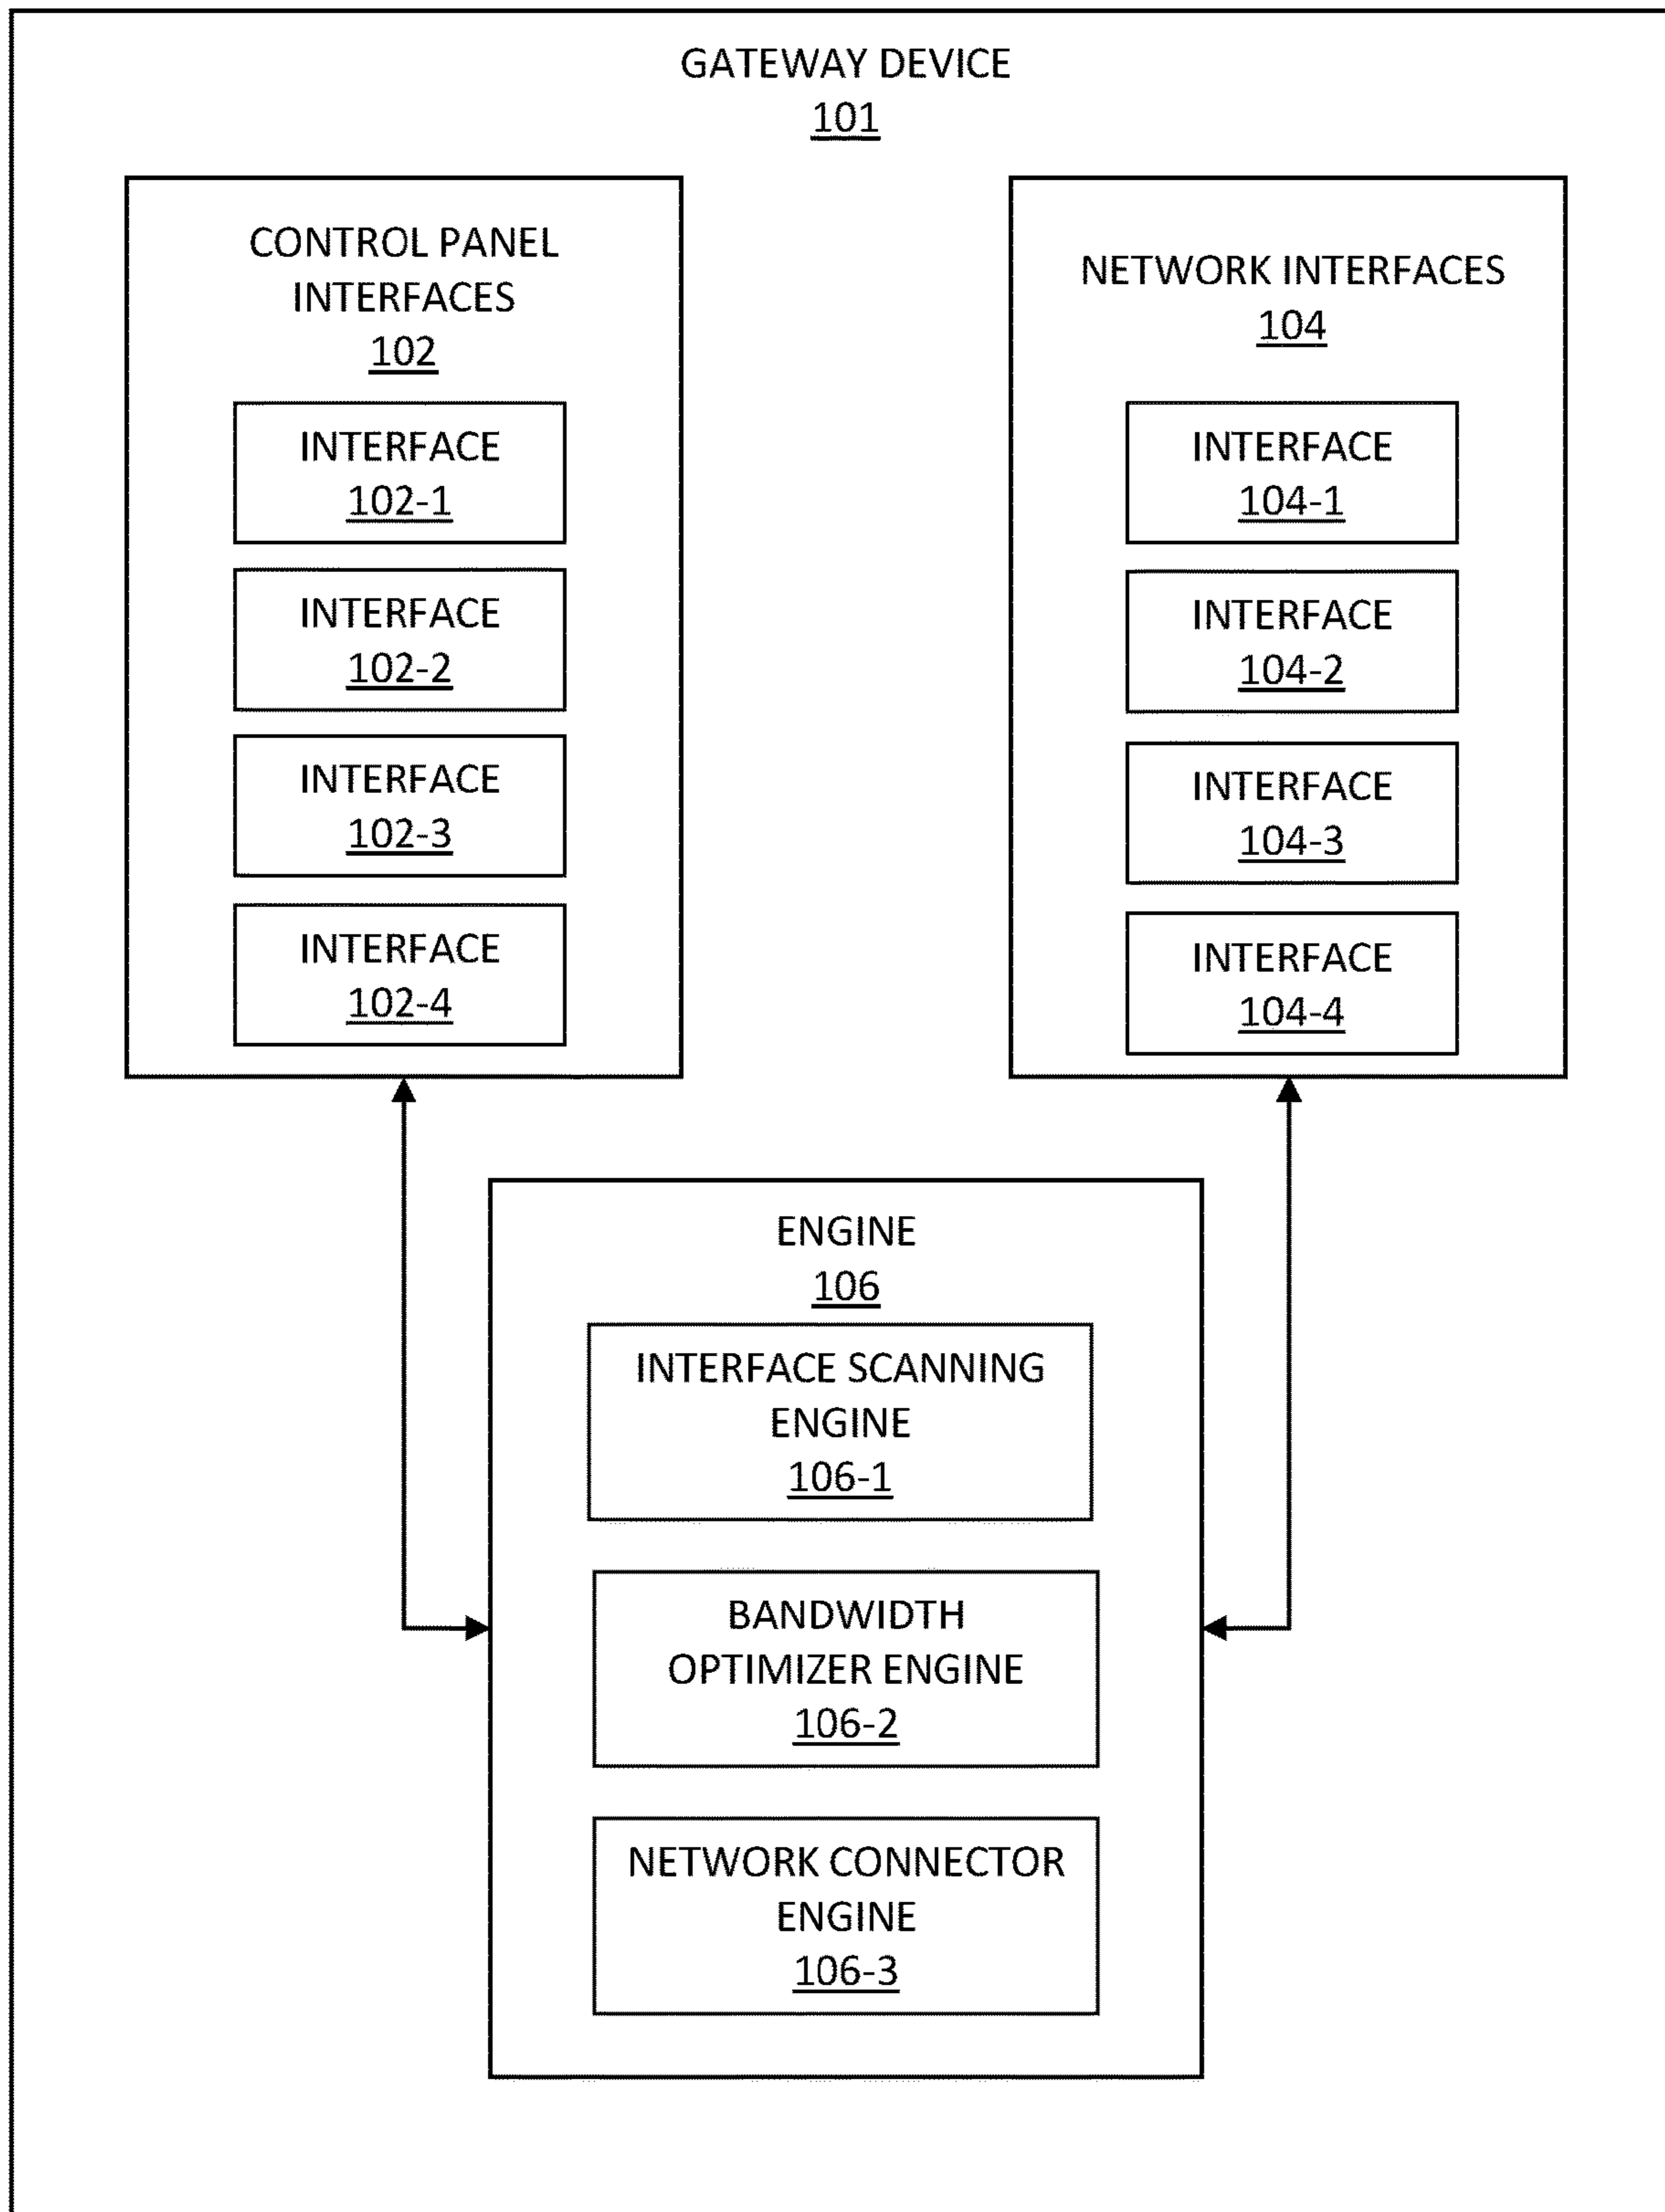 GATEWAY DEVICE
101
CONTROL PANEL
INTERFACES
102
INTERFACE
102-1
INTERFACE
102-2
INTERFACE
102-3
INTERFACE
102-4
NETWORK INTERFACES
104
INTERFACE
104-1
INTERFACE
104-2
INTERFACE
104-3
INTERFACE
104-4
ENGINE
106
INTERFACE SCANNING
ENGINE
106-1
BANDWIDTH
OPTIMIZER ENGINE
106-2
NETWORK CONNECTOR
ENGINE
106-3